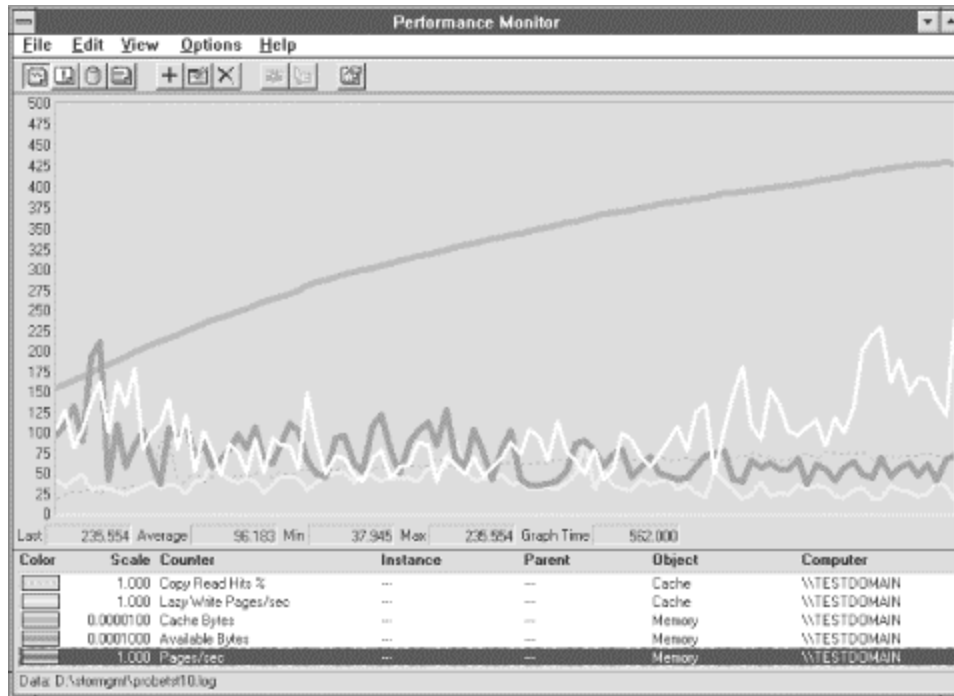 Performance Monitor
File Edit View Options Help
500
475
450
425
400
375
350
325
300
275
250
225
200
175
150
125
100
75
50
25
0
Last 235.554 Average 96.183 Min 37.945 Max 235.554 Graph Time 562.000
Color Scale Counter Instance Parent Object Computer
1.000 Copy Read Hits % --- --- Cache \\TESTDOMAIN
1.000 Lazy Write Pages/sec --- --- Cache \\TESTDOMAIN
0.0000100 Cache Bytes --- --- Memory \\TESTDOMAIN
0.0001000 Available Bytes --- --- Memory \\TESTDOMAIN
1.000 Pages/sec --- --- Memory \\TESTDOMAIN
Data: D:\stormgmt\probetst10.log